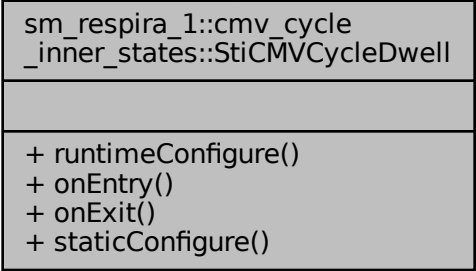 sm_respira_1::cmv_cycle
_inner_states::StiCMVCycleDwell
+ runtimeConfigure()
+ onEntry()
+ onExit()
+ staticConfigure()